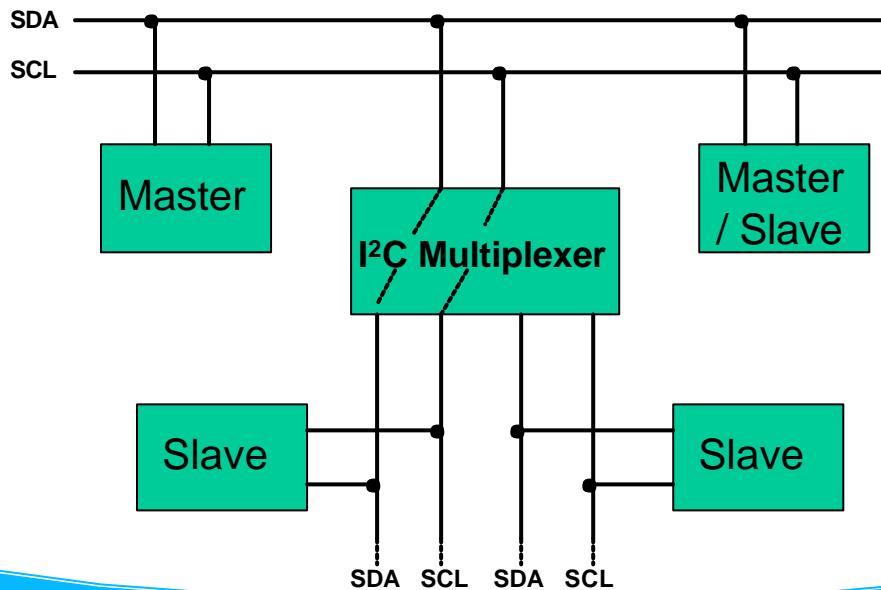 SDA
SCL
Master
Master
/ Slave
I²C Multiplexer
Slave
Slave
SDA SCL SDA SCL